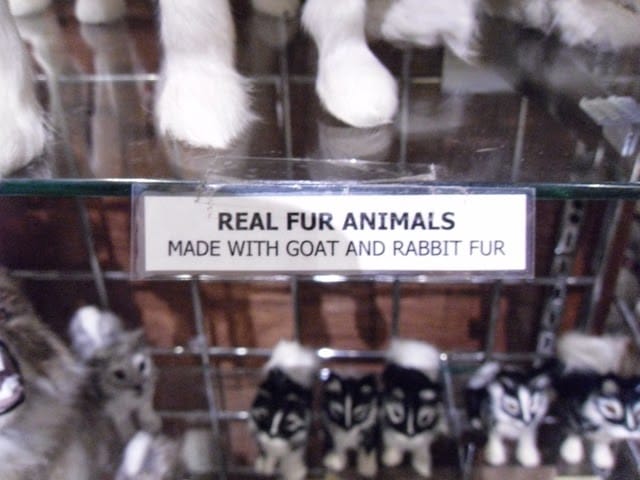 REAL FUR ANIMALS
MADE WITH GOAT AND RABBIT FUR